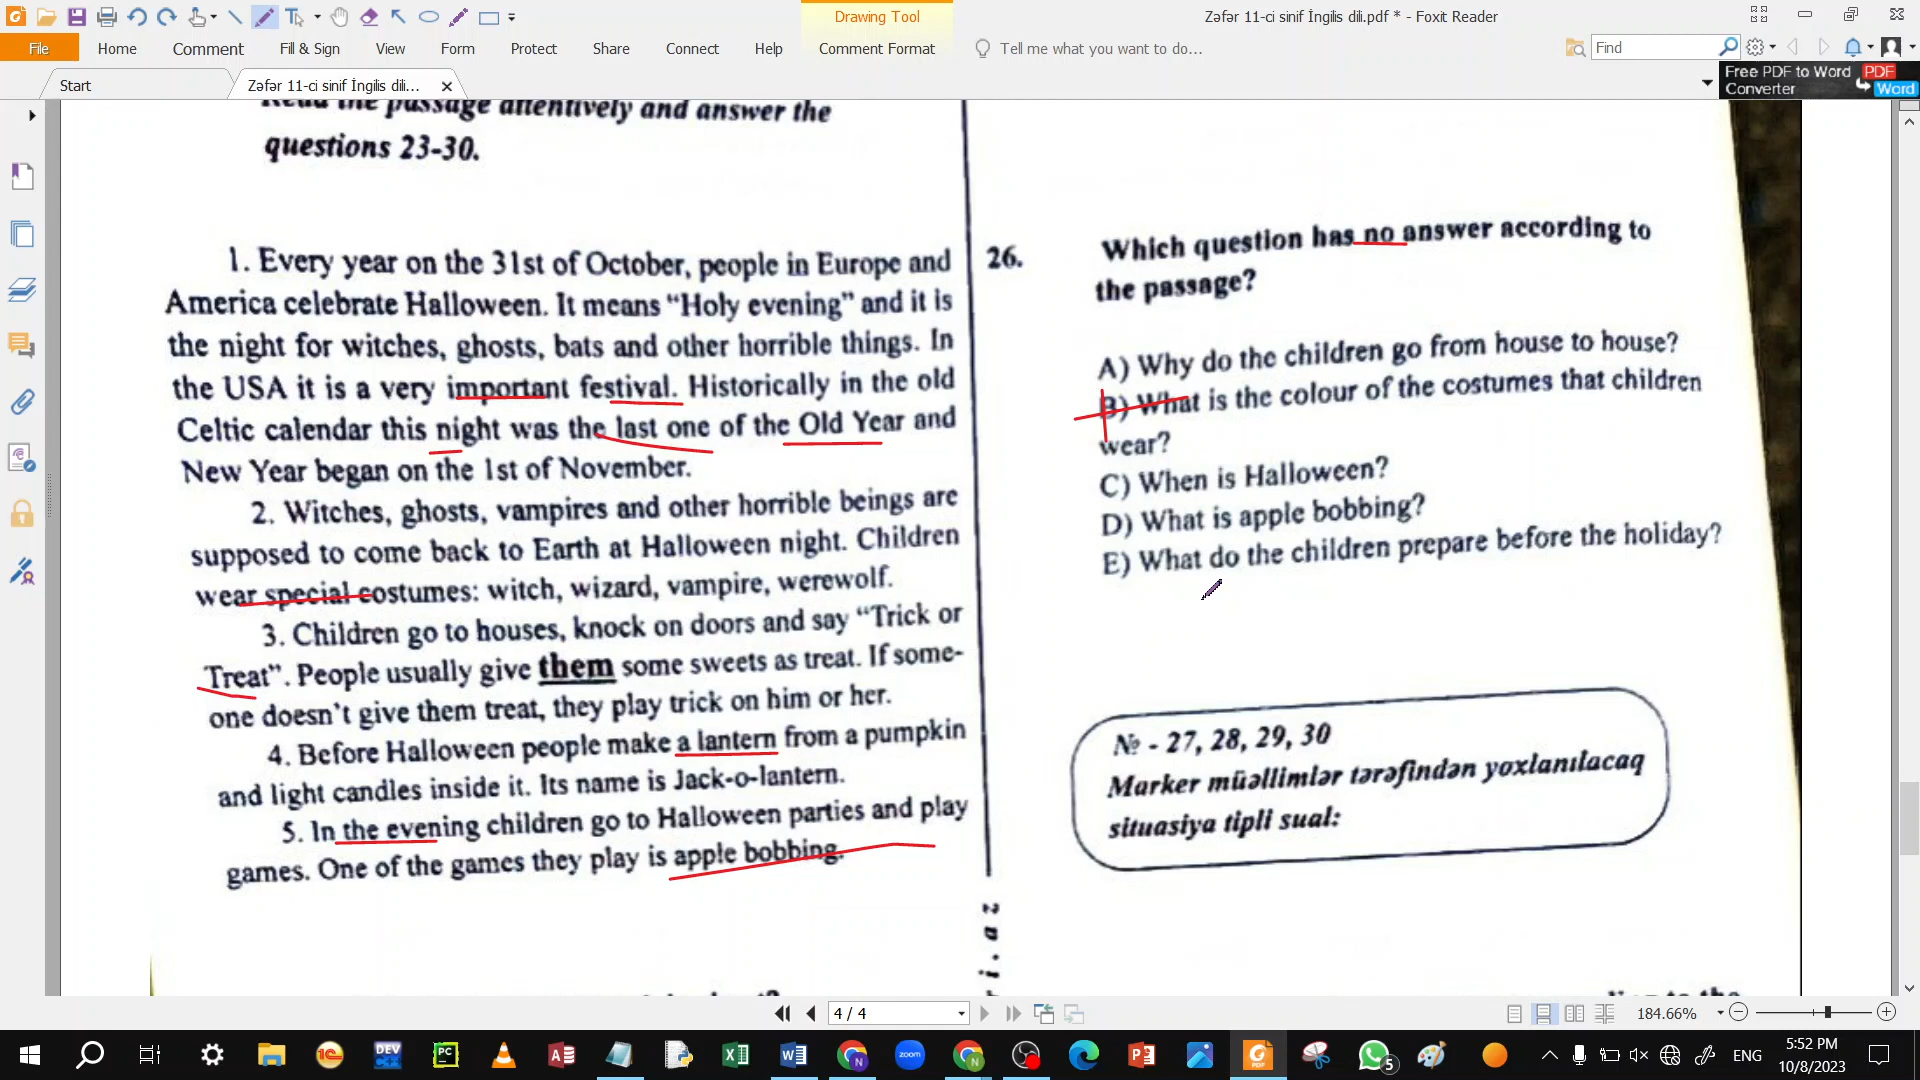 Drawing Tool
Zəfər 11-ci sinif İngilis dili.pdf * - Foxit Reader
File
Home
Comment
Fill & Sign
View
Form
Protect
Share
Connect
Help
Comment Format
Tell me what you want to do...
Find
Start
Zəfər 11-ci sinif İngilis dili....
Free PDF to Word
Converter
PDF
Word
Read the passage attentively and answer the
questions 23-30.
1. Every year on the 31st of October, people in Europe and
America celebrate Halloween. It means “Holy evening” and it is
the night for witches, ghosts, bats and other horrible things. In
the USA it is a very important festival. Historically in the old
Celtic calendar this night was the last one of the Old Year and
New Year began on the 1st of November.
2. Witches, ghosts, vampires and other horrible beings are
supposed to come back to Earth at Halloween night. Children
wear special costumes: witch, wizard, vampire, werewolf.
3. Children go to houses, knock on doors and say “Trick or
Treat”. People usually give them some sweets as treat. If some-
one doesn’t give them treat, they play trick on him or her.
4. Before Halloween people make a lantern from a pumpkin
and light candles inside it. Its name is Jack-o-lantern.
5. In the evening children go to Halloween parties and play
games. One of the games they play is apple bobbing.
26.
Which question has no answer according to
the passage?
A) Why do the children go from house to house?
B) What is the colour of the costumes that children
wear?
C) When is Halloween?
D) What is apple bobbing?
E) What do the children prepare before the holiday?
№ - 27, 28, 29, 30
Marker müəllimlər tərəfindən yoxlanılacaq
situasiya tipli sual:
4 / 4
184.66%
ENG
5:52 PM
10/8/2023